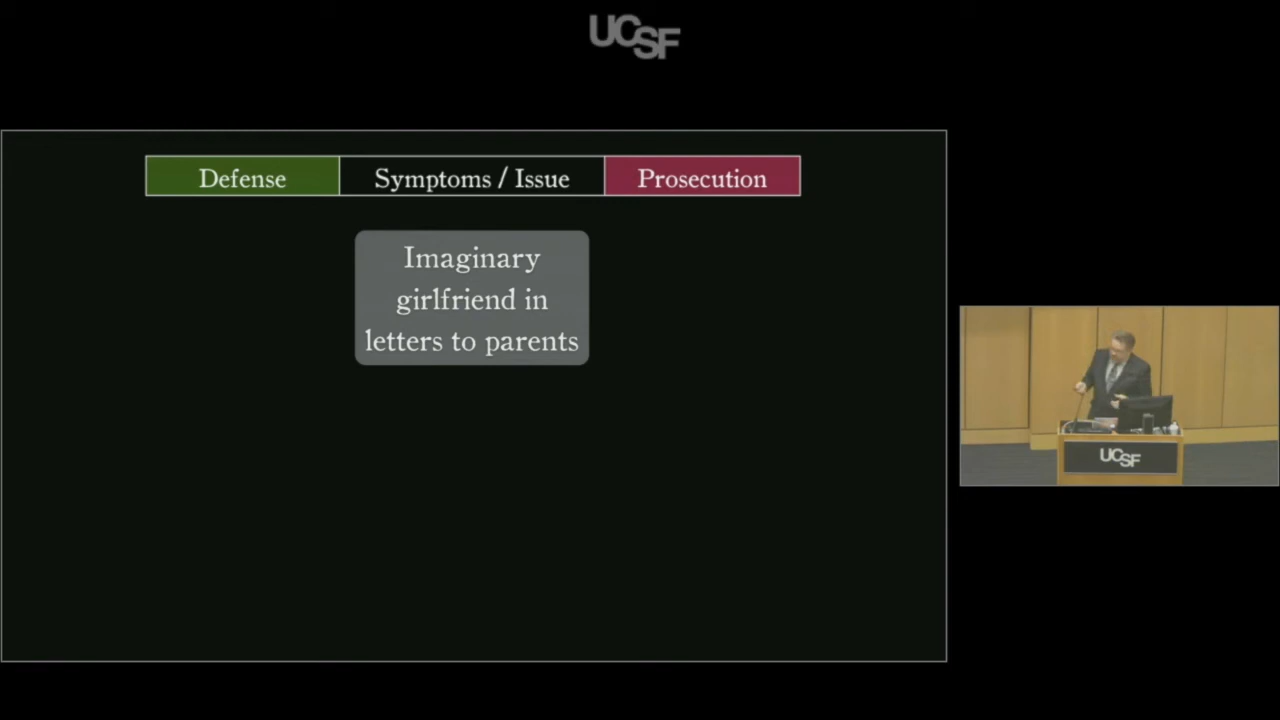 UCSF
Defense Symptoms / Issue Prosecution
Imaginary
girlfriend in
letters to parents
UCSF